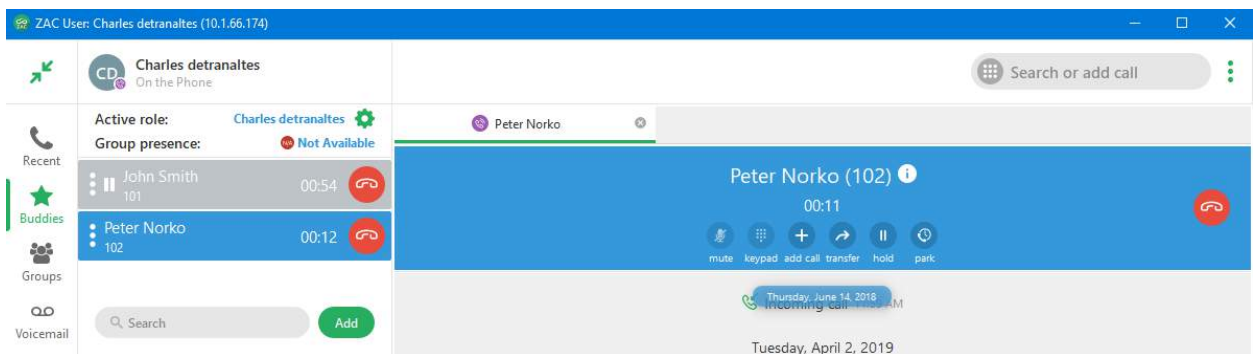 ZAC User: Charles detranaltes (10.1.66.174)
CD
Charles detranaltes
On the Phone
Search or add call
Active role: Charles detranaltes
Group presence: N/A Not Available
Recent
Buddies
Groups
Voicemail
John Smith
101
00:54
Peter Norko
102
00:12
Search
Add
Peter Norko
Peter Norko (102)
00:11
mute keypad add call transfer hold park
Thursday, June 14, 2018
Incoming call AM
Tuesday, April 2, 2019